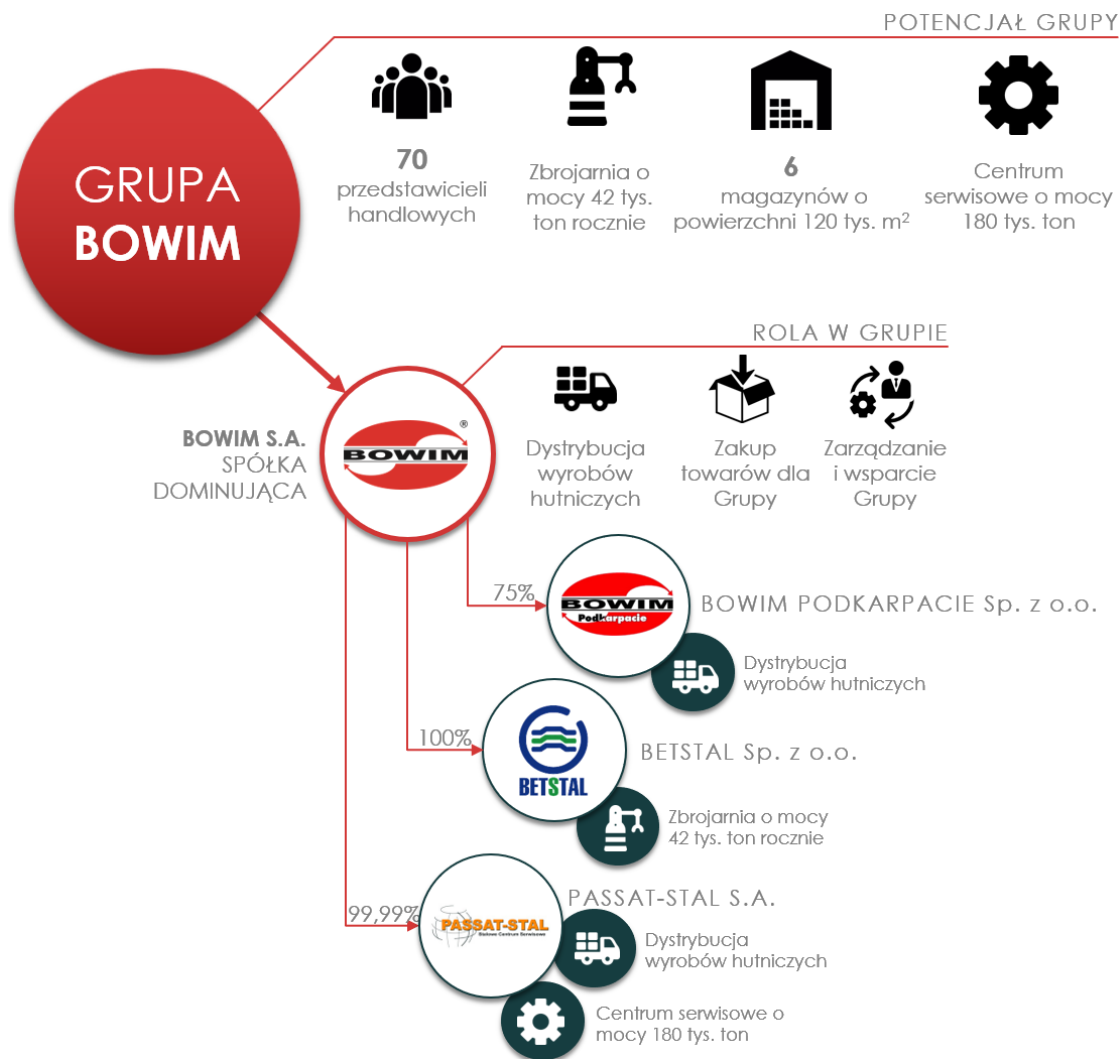 POTENCJAŁ GRUPY
GRUPA
BOWIM
70
przedstawicieli
handlowych
Zbrojarnia o
mocy 42 tys.
ton rocznie
6
magazynów o
powierzchni 120 tys. m²
Centrum
serwisowe o mocy
180 tys. ton
ROLA W GRUPIE
BOWIM S.A.
SPÓŁKA
DOMINUJĄCA
BOWIM ®
Dystrybucja
wyrobów
hutniczych
Zakup
towarów dla
Grupy
Zarządzanie
i wsparcie
Grupy
75%
BOWIM
Podkarpacie
BOWIM PODKARPACIE Sp. z o.o.
Dystrybucja
wyrobów hutniczych
100%
BETSTAL
BETSTAL Sp. z o.o.
Zbrojarnia o mocy
42 tys. ton rocznie
99,99%
PASSAT-STAL
Stalowe Centrum Serwisowe
PASSAT-STAL S.A.
Dystrybucja
wyrobów hutniczych
Centrum serwisowe o
mocy 180 tys. ton